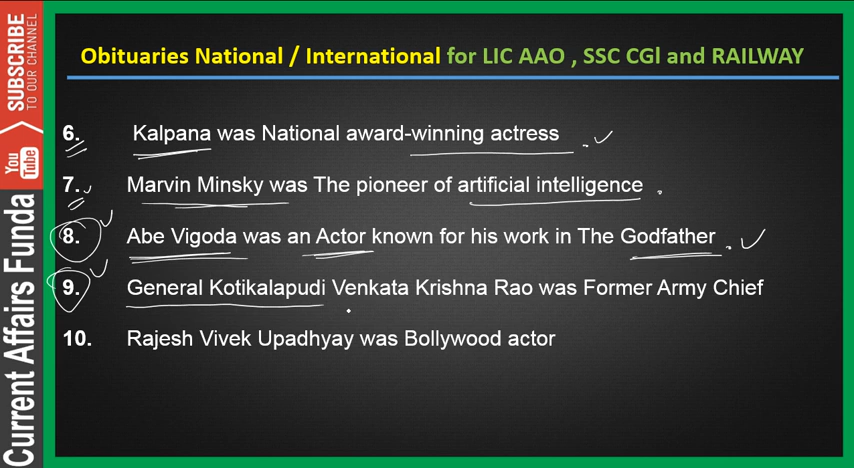 SUBSCRIBE
TO OUR CHANNEL
You Tube
Current Affairs Funda
Obituaries National / International for LIC AAO , SSC CGl and RAILWAY
6. Kalpana was National award-winning actress .
7. Marvin Minsky was The pioneer of artificial intelligence .
8. Abe Vigoda was an Actor known for his work in The Godfather .
9. General Kotikalapudi Venkata Krishna Rao was Former Army Chief
10. Rajesh Vivek Upadhyay was Bollywood actor